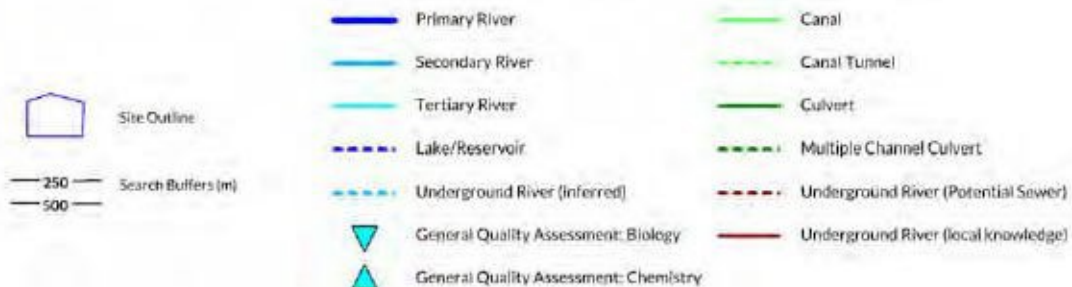 Site Outline
250
500
Search Buffers (m)
Primary River
Secondary River
Tertiary River
Lake/Reservoir
Underground River (inferred)
General Quality Assessment: Biology
General Quality Assessment: Chemistry
Canal
Canal Tunnel
Culvert
Multiple Channel Culvert
Underground River (Potential Sewer)
Underground River (local knowledge)